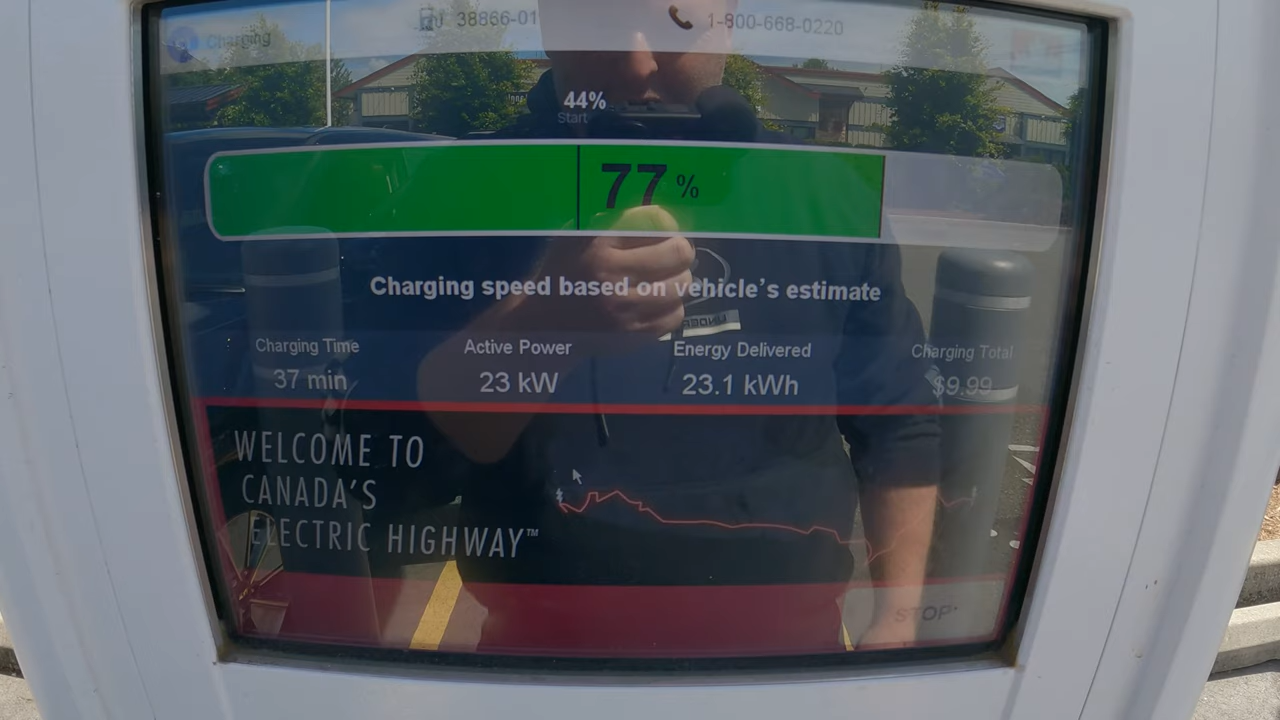 Charging 38866-01 1-800-668-0220
44%
Start
77 %
Charging speed based on vehicle's estimate
Charging Time Active Power Energy Delivered Charging Total
37 min 23 kW 23.1 kWh $9.99
WELCOME TO
CANADA'S
ELECTRIC HIGHWAY™
STOP